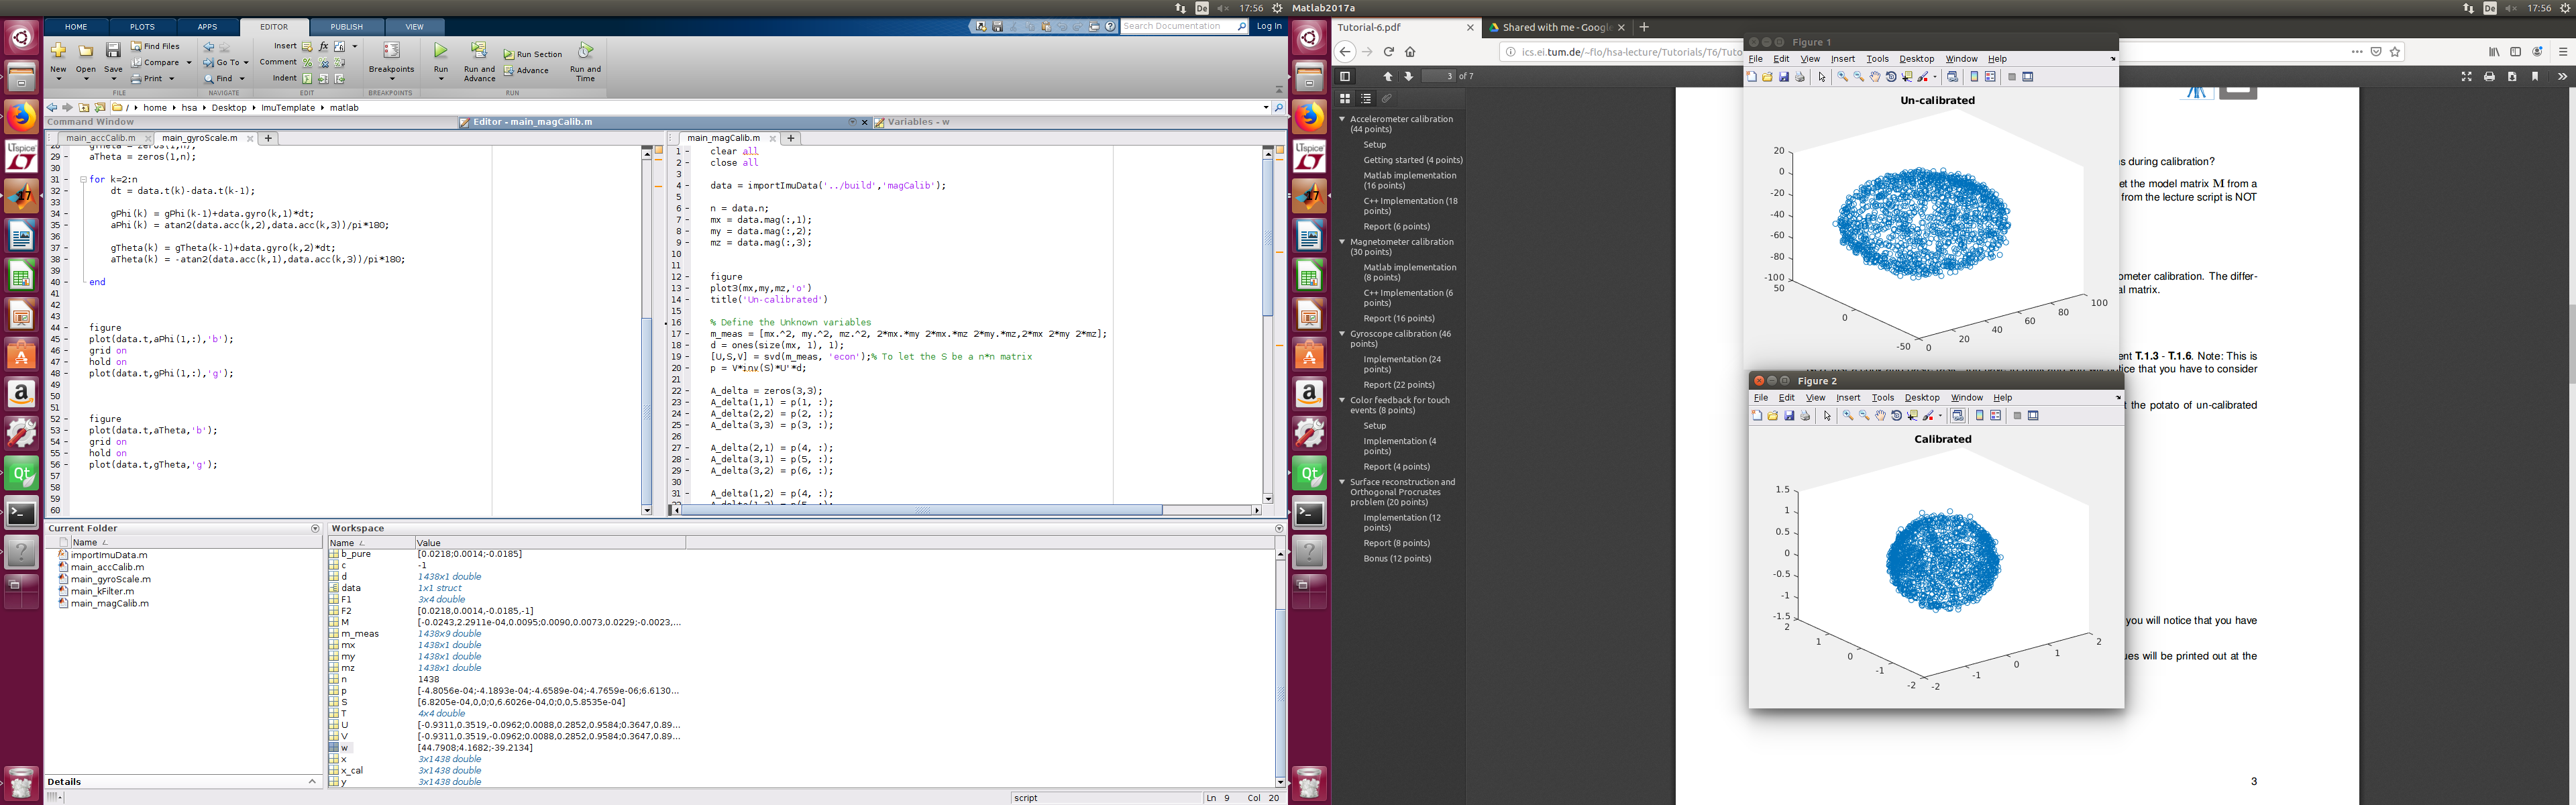 De
17:56
Matlab2017a
De
17:56
HOME
PLOTS
APPS
EDITOR
PUBLISH
VIEW
Search Documentation
Log In
New
Open
Save
Find Files
Compare
Print
Go To
Find
Insert
Comment
Indent
Breakpoints
Run
Run and
Advance
Run Section
Advance
Run and
Time
FILE
NAVIGATE
EDIT
BREAKPOINTS
RUN
/ ▸ home ▸ hsa ▸ Desktop ▸ ImuTemplate ▸ matlab
Command Window
Editor - main_magCalib.m
Variables - w
main_accCalib.m
main_gyroScale.m
28 gTheta = zeros(1,n);
29 aTheta = zeros(1,n);
30
31 for k=2:n
32 dt = data.t(k)-data.t(k-1);
33
34 gPhi(k) = gPhi(k-1)+data.gyro(k,1)*dt;
35 aPhi(k) = atan2(data.acc(k,2),data.acc(k,3))/pi*180;
36
37 gTheta(k) = gTheta(k-1)+data.gyro(k,2)*dt;
38 aTheta(k) = -atan2(data.acc(k,1),data.acc(k,3))/pi*180;
39
40 end
41
42
43
44 figure
45 plot(data.t,aPhi(1,:),'b');
46 grid on
47 hold on
48 plot(data.t,gPhi(1,:),'g');
49
50
51
52 figure
53 plot(data.t,aTheta,'b');
54 grid on
55 hold on
56 plot(data.t,gTheta,'g');
57
58
59
60
main_magCalib.m
1 clear all
2 close all
3
4 data = importImuData('../build','magCalib');
5
6 n = data.n;
7 mx = data.mag(:,1);
8 my = data.mag(:,2);
9 mz = data.mag(:,3);
10
11
12 figure
13 plot3(mx,my,mz,'o')
14 title('Un-calibrated')
15
16 % Define the Unknown variables
17 m_meas = [mx.^2, my.^2, mz.^2, 2*mx.*my 2*mx.*mz 2*my.*mz,2*mx 2*my 2*mz];
18 d = ones(size(mx, 1), 1);
19 [U,S,V] = svd(m_meas, 'econ');% To let the S be a n*n matrix
20 p = V*inv(S)*U'*d;
21
22 A_delta = zeros(3,3);
23 A_delta(1,1) = p(1, :);
24 A_delta(2,2) = p(2, :);
25 A_delta(3,3) = p(3, :);
26
27 A_delta(2,1) = p(4, :);
28 A_delta(3,1) = p(5, :);
29 A_delta(3,2) = p(6, :);
30
31 A_delta(1,2) = p(4, :);
Current Folder
Name
importImuData.m
main_accCalib.m
main_gyroScale.m
main_kFilter.m
main_magCalib.m
Details
Workspace
Name Value
b_pure [0.0218;0.0014;-0.0185]
c -1
d 1438x1 double
data 1x1 struct
F1 3x4 double
F2 [0.0218,0.0014,-0.0185,-1]
M [-0.0243,2.2911e-04,0.0095;0.0090,0.0073,0.0229;-0.0023,...
m_meas 1438x9 double
mx 1438x1 double
my 1438x1 double
mz 1438x1 double
n 1438
p [-4.8056e-04;-4.1893e-04;-4.6589e-04;-4.7659e-06;6.6130...
S [6.8205e-04,0,0;0,6.6026e-04,0;0,0,5.8535e-04]
T 4x4 double
U [-0.9311,0.3519,-0.0962;0.0088,0.2852,0.9584;0.3647,0.89...
V [-0.9311,0.3519,-0.0962;0.0088,0.2852,0.9584;0.3647,0.89...
w [44.7908;4.1682;-39.2134]
x 3x1438 double
x_cal 3x1438 double
y 3x1438 double
script
Ln 9 Col 20
Tutorial-6.pdf
Shared with me - Google
ics.ei.tum.de/~flo/hsa-lecture/Tutorials/T6/Tuto
3 of 7
Accelerometer calibration
(44 points)
Setup
Getting started (4 points)
Matlab implementation
(16 points)
C++ Implementation (18
points)
Report (6 points)
Magnetometer calibration
(30 points)
Matlab implementation
(8 points)
C++ Implementation (6
points)
Report (16 points)
Gyroscope calibration (46
points)
Implementation (24
points)
Report (22 points)
Color feedback for touch
events (8 points)
Setup
Implementation (4
points)
Report (4 points)
Surface reconstruction and
Orthogonal Procrustes
problem (20 points)
Implementation (12
points)
Report (8 points)
Bonus (12 points)
Figure 1
File Edit View Insert Tools Desktop Window Help
Un-calibrated
20
0
-20
-40
-60
-80
-100
50
0
-50
0
20
40
60
80
100
Figure 2
File Edit View Insert Tools Desktop Window Help
Calibrated
1.5
1
0.5
0
-0.5
-1
-1.5
2
1
0
-1
-2
-2
-1
0
1
2
s during calibration?
et the model matrix M from a
from the lecture script is NOT
ometer calibration. The differ-
al matrix.
ent T.1.3 - T.1.6. Note: This is
tice that you have to consider
t the potato of un-calibrated
you will notice that you have
ues will be printed out at the
3
LTspice
Qt
LTspice
Qt